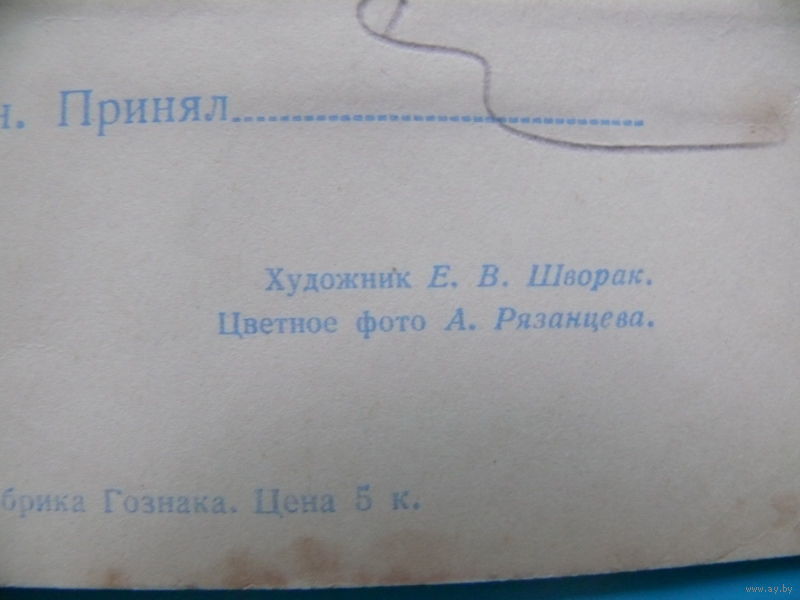 н. Принял
Художник Е. В. Шворак.
Цветное фото А. Рязанцева.
брика Гознака. Цена 5 к.
www.ay.by